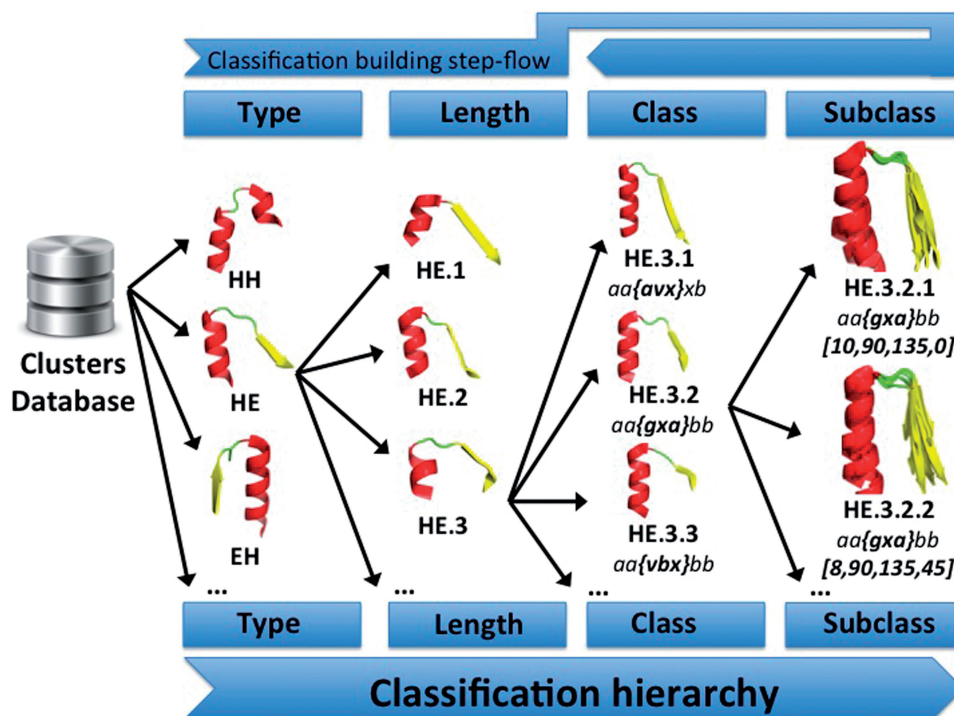 Classification building step-flow
Type
Length
Class
Subclass
Clusters
Database
HH
HE
EH
...
HE.1
HE.2
HE.3
...
HE.3.1
aa{avx}xb
HE.3.2
aa{gxa}bb
HE.3.3
aa{vbx}bb
...
HE.3.2.1
aa{gxa}bb
[10,90,135,0]
HE.3.2.2
aa{gxa}bb
[8,90,135,45]
...
Type
Length
Class
Subclass
Classification hierarchy